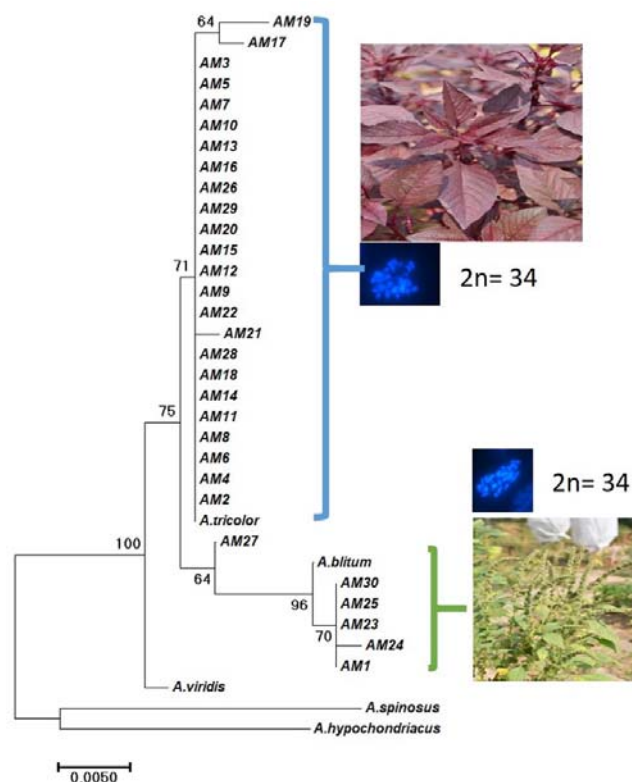 64
AM19
AM17
AM3
AM5
AM7
AM10
AM13
AM16
AM26
AM29
AM20
AM15
71
AM12
AM9
AM22
AM21
AM28
AM18
AM14
75
AM11
AM8
AM6
AM4
AM2
A.tricolor
2n= 34
2n= 34
100
AM27
64
A.blitum
96
AM30
AM25
AM23
70
AM24
AM1
A.viridis
A.spinosus
A.hypochondriacus
0.0050